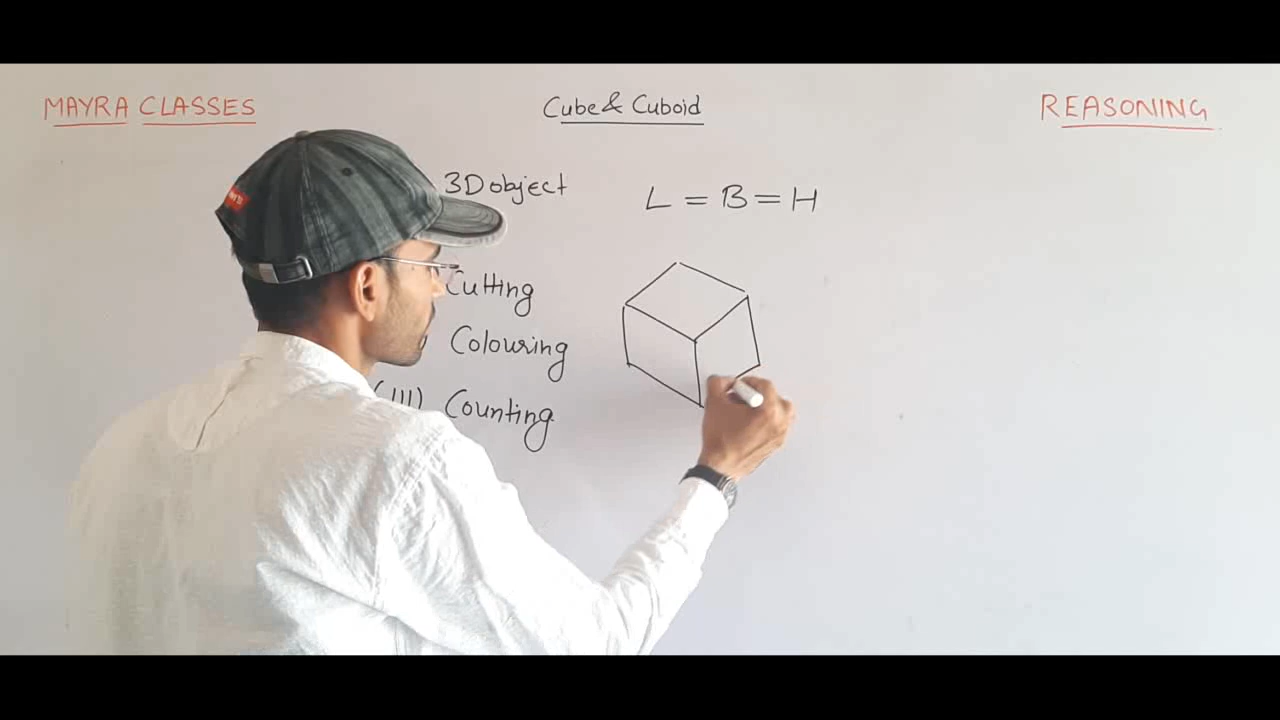 MAYRA CLASSES
Cube & Cuboid
REASONING
3D object
L = B = H
Cutting
Colouring
(III) Counting